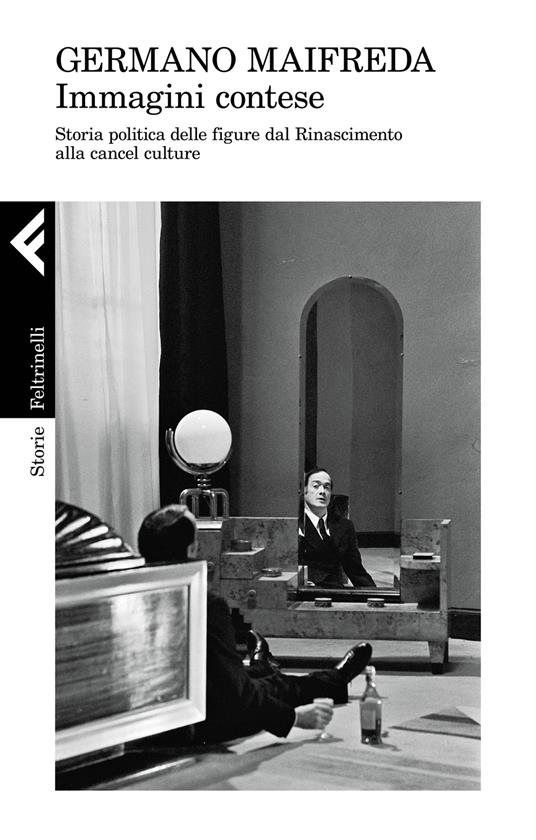 GERMANO MAIFREDA
Immagini contese
Storia politica delle figure dal Rinascimento
alla cancel culture
Storie Feltrinelli